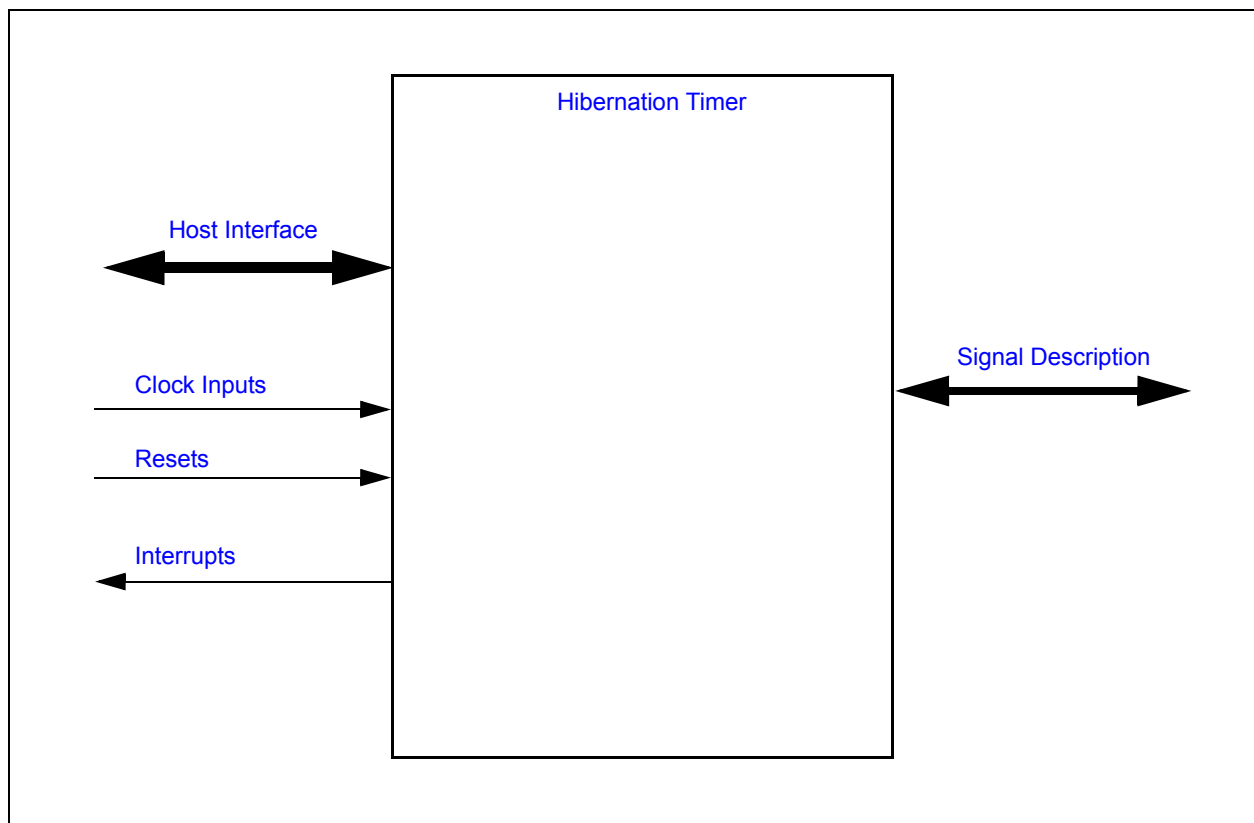 Hibernation Timer
Host Interface
Signal Description
Clock Inputs
Resets
Interrupts